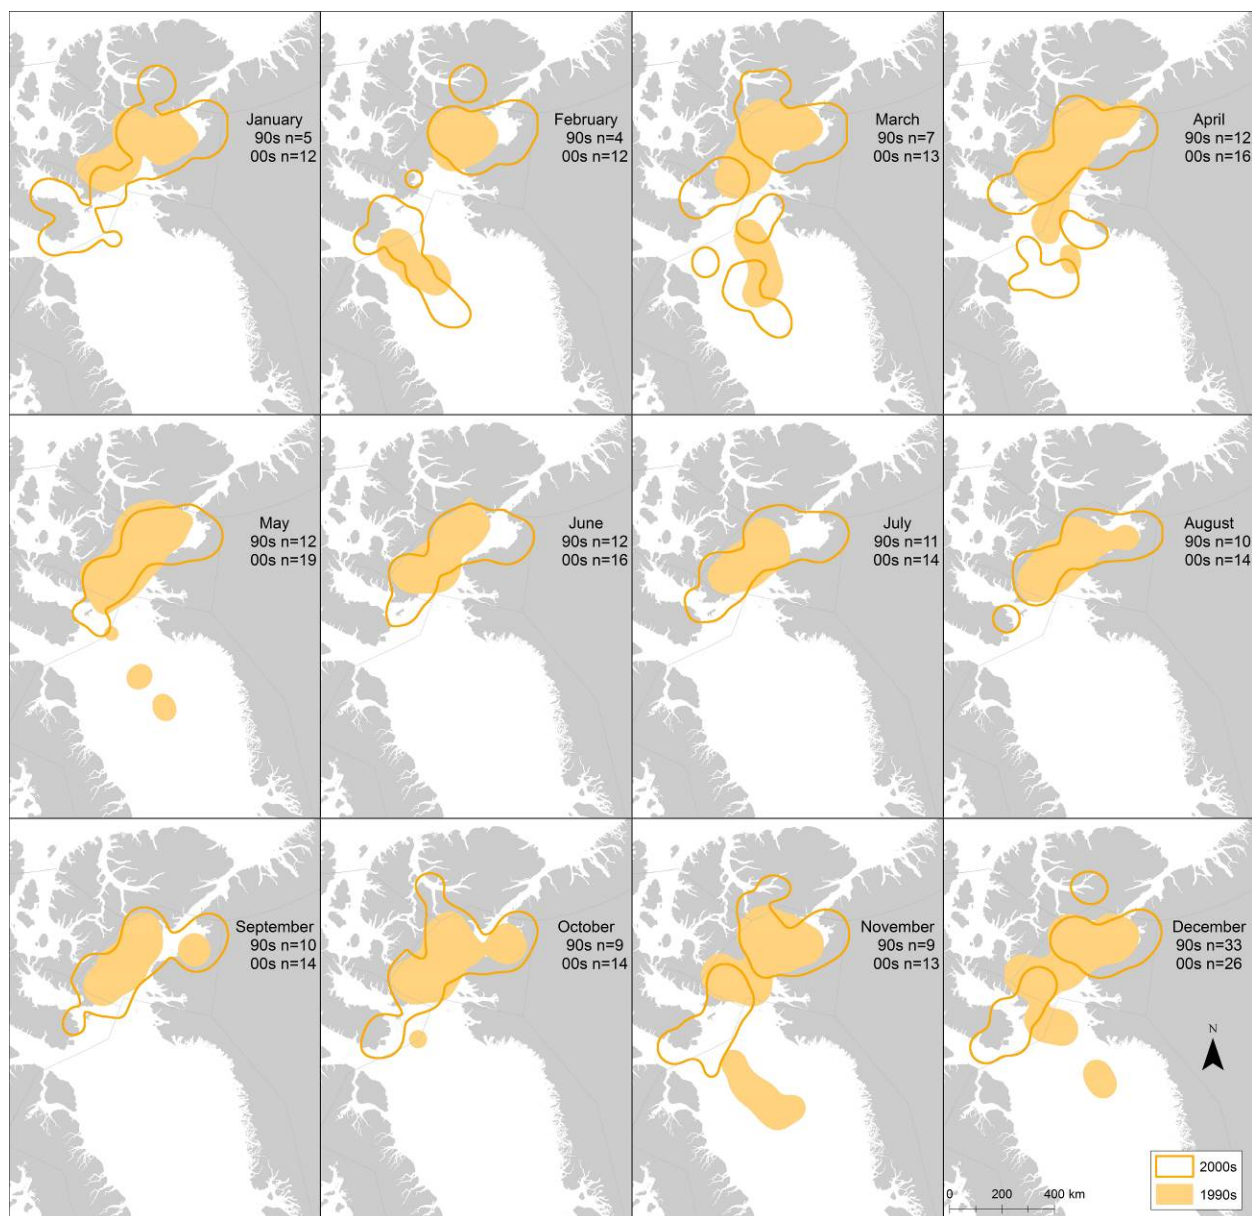 January
90s n=5
00s n=12
February
90s n=4
00s n=12
March
90s n=7
00s n=13
April
90s n=12
00s n=16
May
90s n=12
00s n=19
June
90s n=12
00s n=16
July
90s n=11
00s n=14
August
90s n=10
00s n=14
September
90s n=10
00s n=14
October
90s n=9
00s n=14
November
90s n=9
00s n=13
December
90s n=33
00s n=26
N
2000s
1990s
0 200 400 km